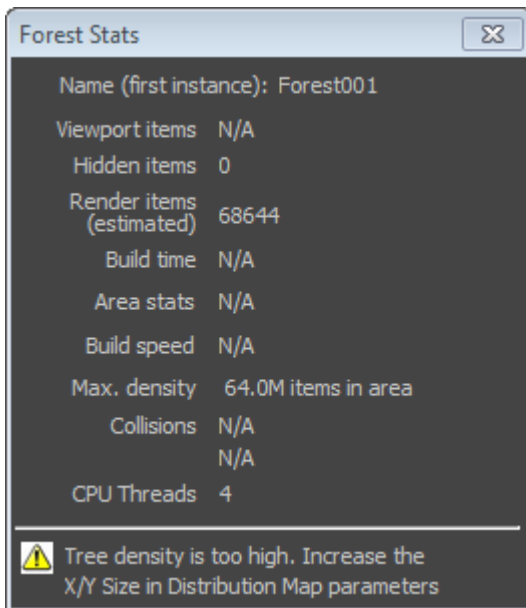 Forest Stats
Name (first instance): Forest001
Viewport items N/A
Hidden items 0
Render items
(estimated) 68644
Build time N/A
Area stats N/A
Build speed N/A
Max. density 64.0M items in area
Collisions N/A
N/A
CPU Threads 4
Tree density is too high. Increase the
X/Y Size in Distribution Map parameters